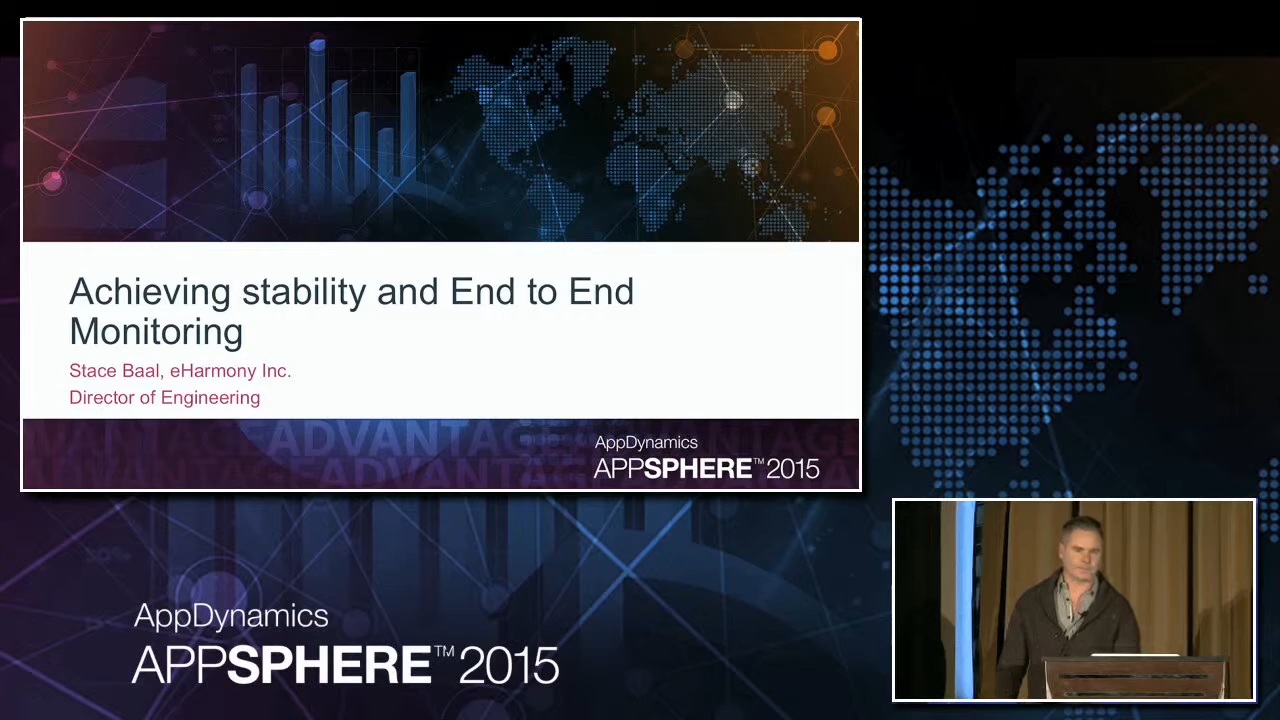 Achieving stability and End to End
Monitoring
Stace Baal, eHarmony Inc.
Director of Engineering
ADVANTAGE
AppDynamics
APPSPHERE™ 2015
AppDynamics
APPSPHERE™ 2015